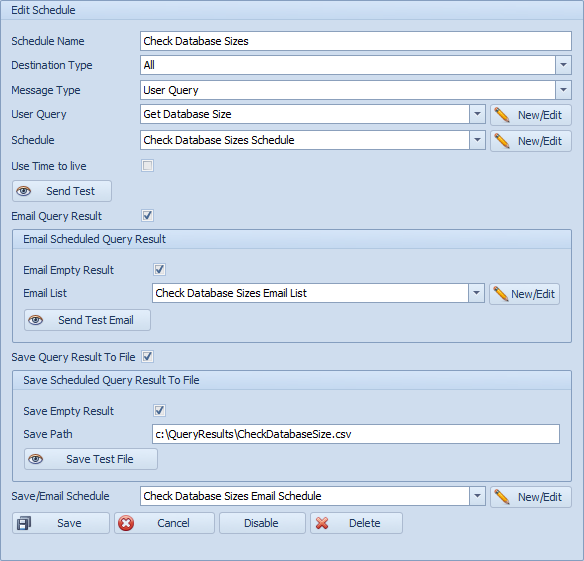 Edit Schedule
Schedule Name Check Database Sizes
Destination Type All
Message Type User Query
User Query Get Database Size New/Edit
Schedule Check Database Sizes Schedule New/Edit
Use Time to live
Send Test
Email Query Result
Email Scheduled Query Result
Email Empty Result
Email List Check Database Sizes Email List New/Edit
Send Test Email
Save Query Result To File
Save Scheduled Query Result To File
Save Empty Result
Save Path c:\QueryResults\CheckDatabaseSize.csv
Save Test File
Save/Email Schedule Check Database Sizes Email Schedule New/Edit
Save Cancel Disable Delete